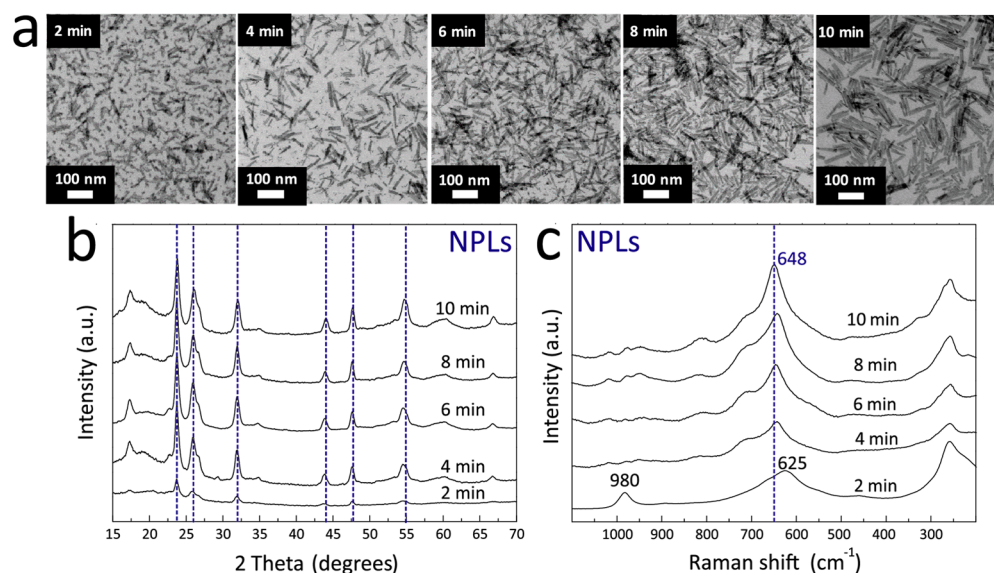 a
2 min
4 min
6 min
8 min
10 min
100 nm
100 nm
100 nm
100 nm
100 nm
b
NPLs
10 min
8 min
6 min
4 min
2 min
Intensity (a.u.)
15 20 25 30 35 40 45 50 55 60 65 70
2 Theta (degrees)
c
NPLs
648
10 min
8 min
6 min
4 min
625
980
2 min
Intensity (a.u.)
1000 900 800 700 600 500 400 300
Raman shift (cm-1)